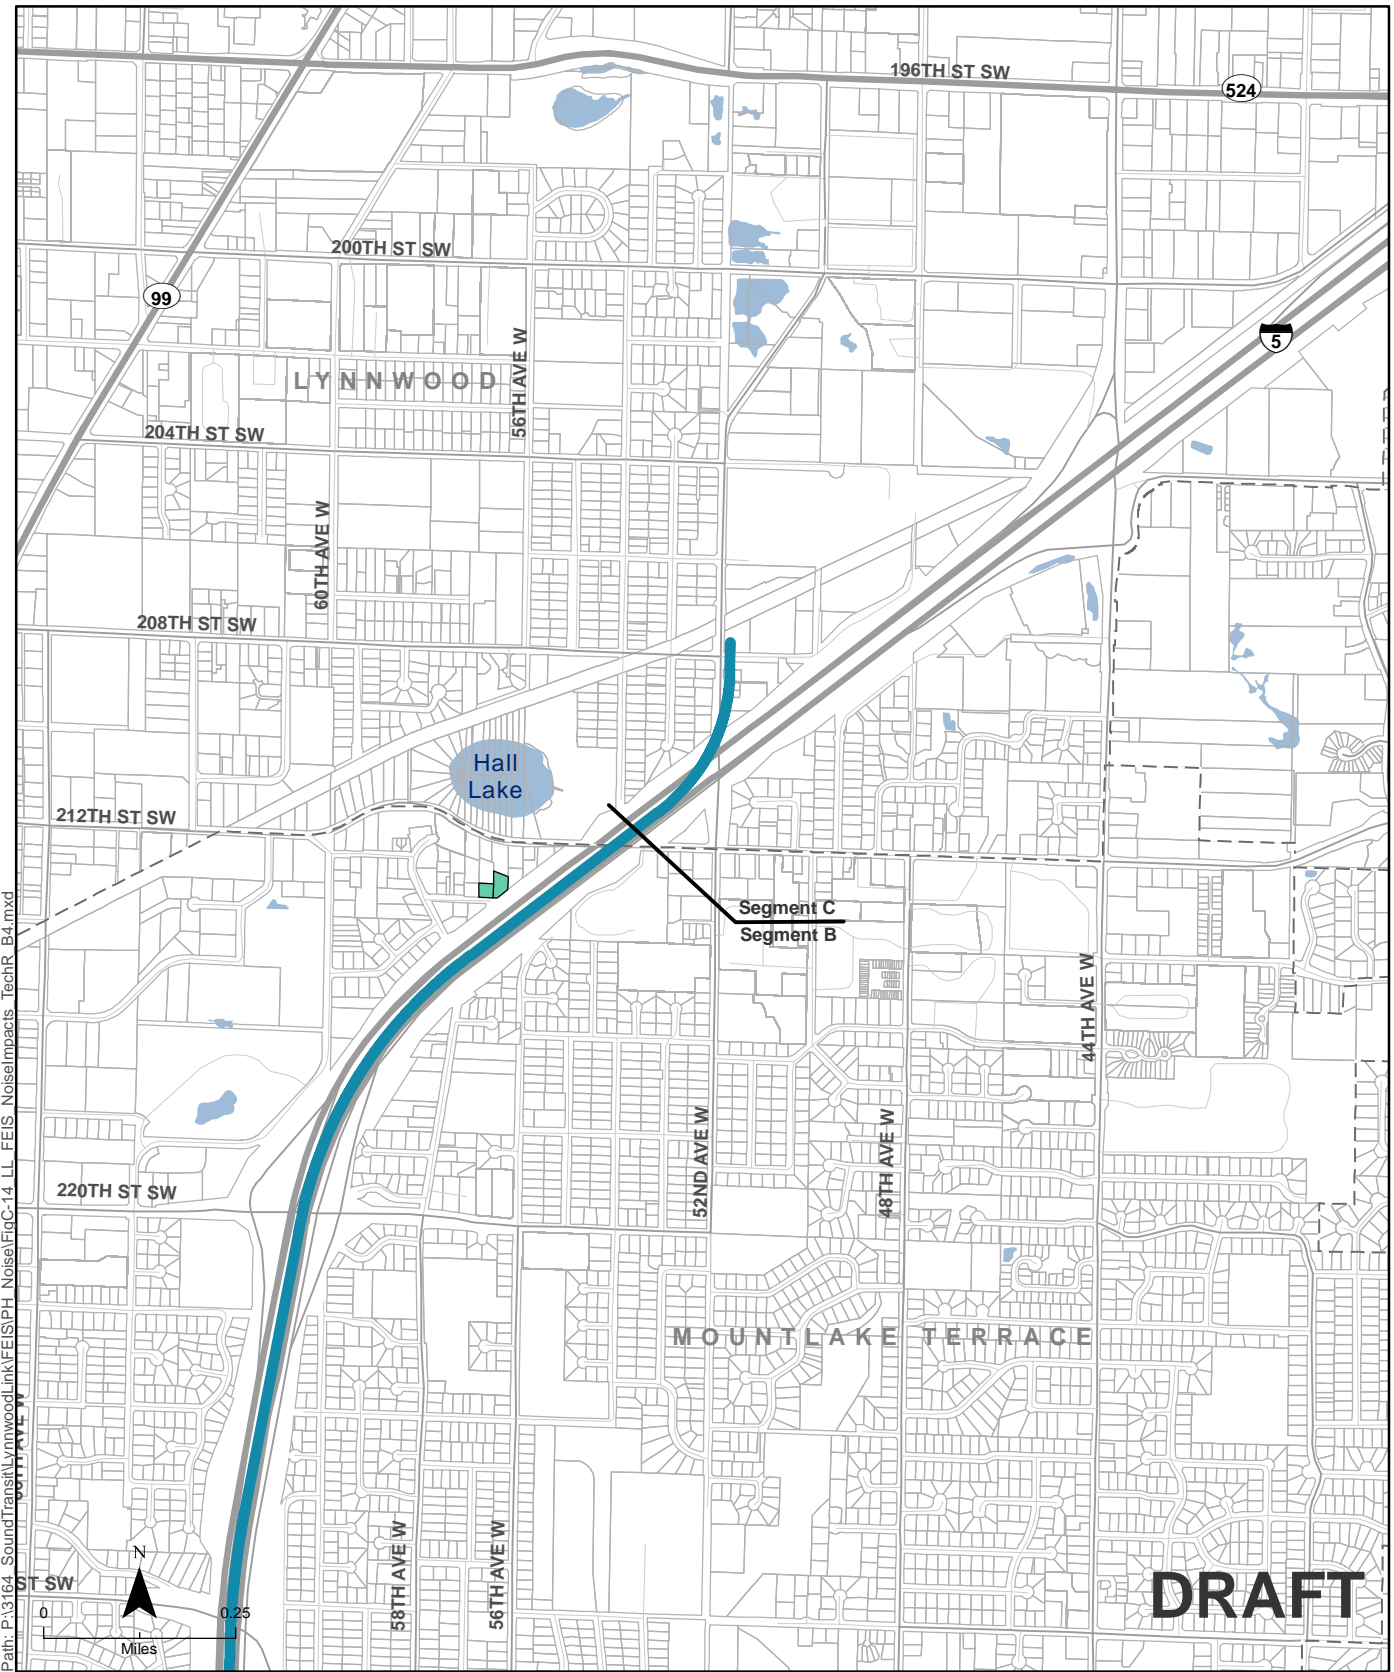 196TH ST SW
524
200TH ST SW
99
5
56TH AVE W
LYNNWOOD
204TH ST SW
60TH AVE W
208TH ST SW
Hall
Lake
212TH ST SW
Segment C
Segment B
44TH AVE W
52ND AVE W
48TH AVE W
220TH ST SW
MOUNTLAKE TERRACE
58TH AVE W
56TH AVE W
AVE W
N
ST SW
0
0.25
Miles
DRAFT
Path: P:\3164_SoundTransit\LynnwoodLink\FEIS\PH_Noise\FigC-14_LL_FEIS_NoiseImpacts_TechR_B4.mxd